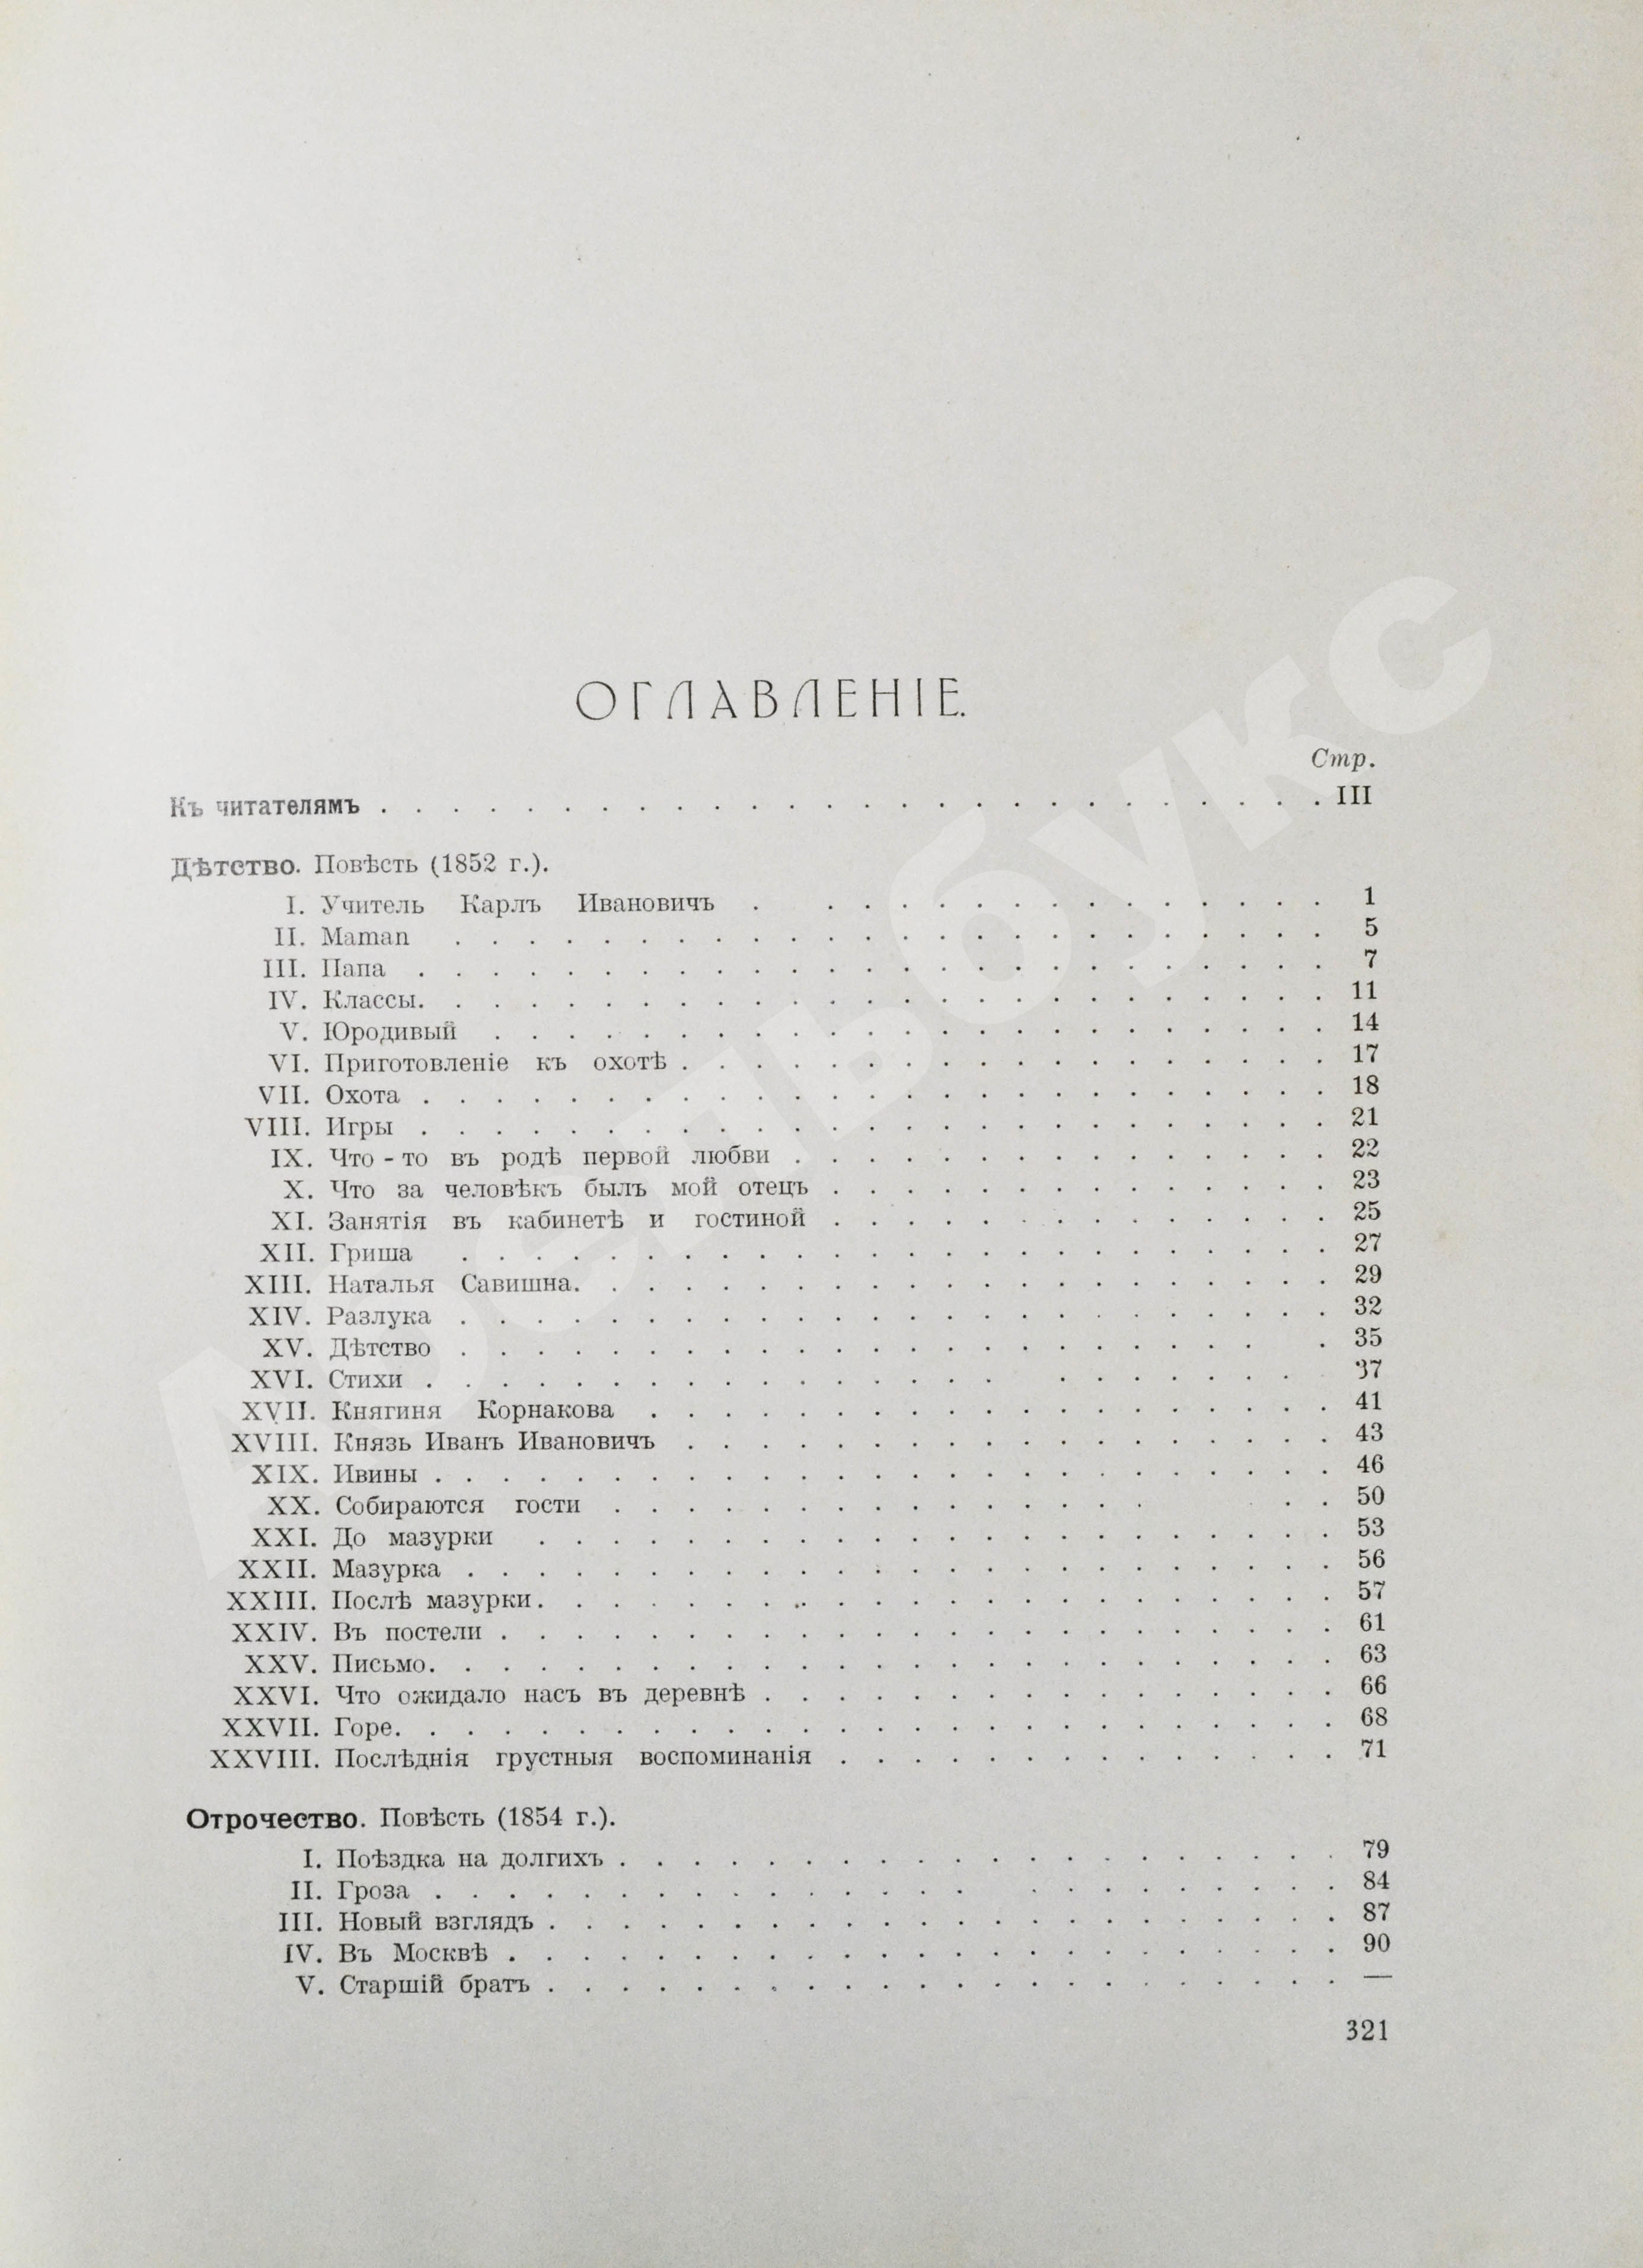 ОГЛАВЛЕНІЕ.
Стр.
Къ читателямъ . . . . . . . . . . . . . . . . . . . . . . . . . . III
Дѣтство. Повѣсть (1852 г.).
I. Учитель Карлъ Ивановичъ . . . . . . . . . . . . . . . 1
II. Maman . . . . . . . . . . . . . . . . . . . . . . . . 5
III. Папа . . . . . . . . . . . . . . . . . . . . . . . . . 7
IV. Классы. . . . . . . . . . . . . . . . . . . . . . . . . 11
V. Юродивый . . . . . . . . . . . . . . . . . . . . . . . 14
VI. Приготовленіе къ охотѣ . . . . . . . . . . . . . . . . . . 17
VII. Охота . . . . . . . . . . . . . . . . . . . . . . . . . 18
VIII. Игры . . . . . . . . . . . . . . . . . . . . . . . . . 21
IX. Что - то въ родѣ первой любви . . . . . . . . . . . . . . . 22
X. Что за человѣкъ былъ мой отецъ . . . . . . . . . . . . . . 23
XI. Занятія въ кабинетѣ и гостиной . . . . . . . . . . . . . . 25
XII. Гриша . . . . . . . . . . . . . . . . . . . . . . . . 27
XIII. Наталья Савишна. . . . . . . . . . . . . . . . . . . . . 29
XIV. Разлука . . . . . . . . . . . . . . . . . . . . . . . . 32
XV. Дѣтство . . . . . . . . . . . . . . . . . . . . . . . 35
XVI. Стихи . . . . . . . . . . . . . . . . . . . . . . . 37
XVII. Княгиня Корнакова . . . . . . . . . . . . . . . . . . . 41
XVIII. Князь Иванъ Ивановичъ . . . . . . . . . . . . . . . . . . 43
XIX. Ивины . . . . . . . . . . . . . . . . . . . . . . . . . 46
XX. Собираются гости . . . . . . . . . . . . . . . . . 50
XXI. До мазурки . . . . . . . . . . . . . . . . . . . . . . 53
XXII. Мазурка . . . . . . . . . . . . . . . . . . . . . . . . 56
XXIII. Послѣ мазурки. . . . . . . . . . . . . . . . . . . . . . 57
XXIV. Въ постели . . . . . . . . . . . . . . . . . . . . . . . 61
XXV. Письмо. . . . . . . . . . . . . . . . . . . . . . . . . 63
XXVI. Что ожидало насъ въ деревнѣ . . . . . . . . . . . . . . . . 66
XXVII. Горе. . . . . . . . . . . . . . . . . . . . . . . . . . 68
XXVIII. Послѣднія грустныя воспоминанія . . . . . . . . . . . . . . 71
Отрочество. Повѣсть (1854 г.).
I. Поѣздка на долгихъ . . . . . . . . . . . . . . . . . . . . 79
II. Гроза . . . . . . . . . . . . . . . . . . . . . . . . 84
III. Новый взглядъ . . . . . . . . . . . . . . . . . . . . . . 87
IV. Въ Москвѣ . . . . . . . . . . . . . . . . . . . . . . . 90
V. Старшій братъ . . . . . . . . . . . . . . . . . . . . . . —
321